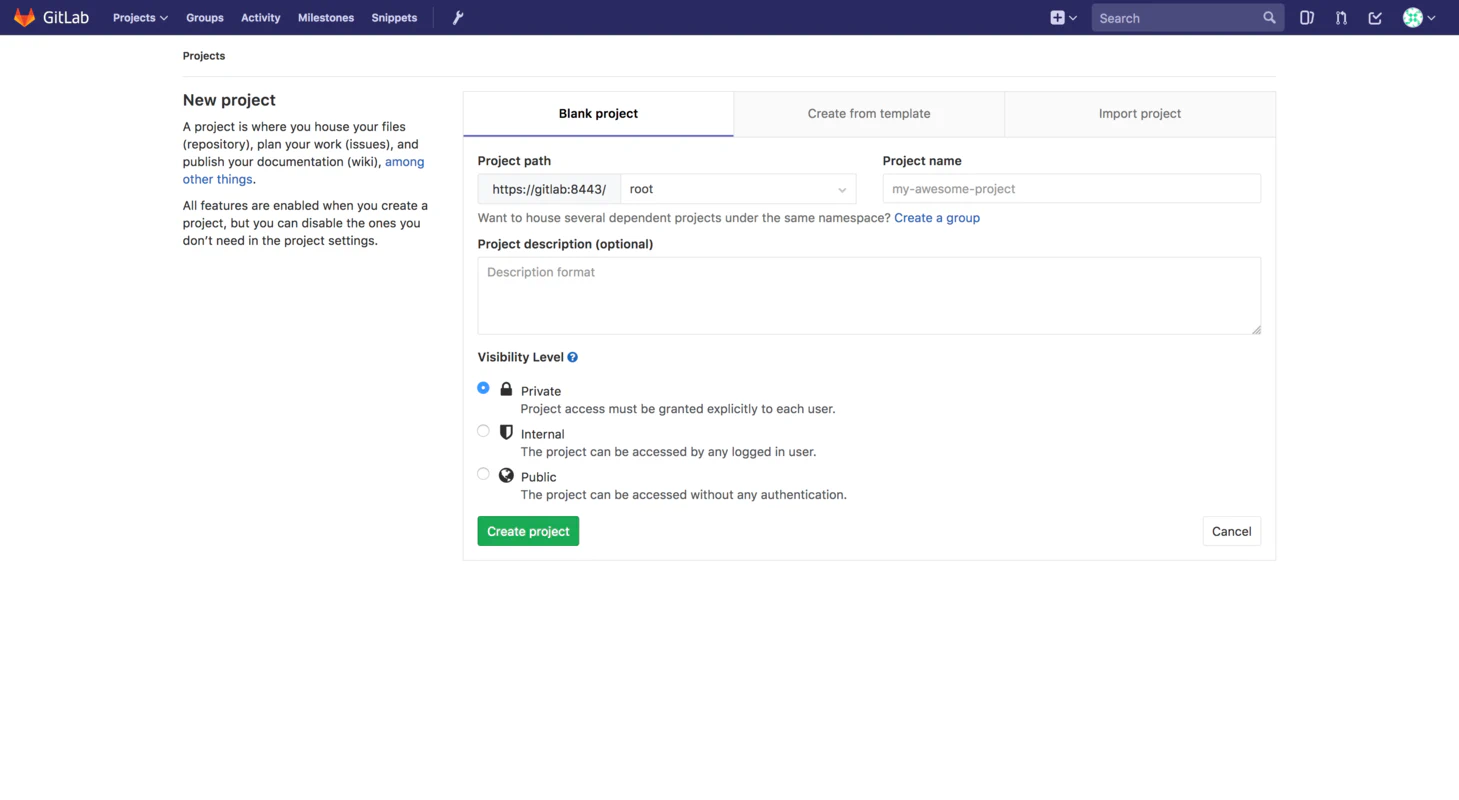 GitLab Projects Groups Activity Milestones Snippets Search
Projects
New project
A project is where you house your files
(repository), plan your work (issues), and
publish your documentation (wiki), among
other things.
All features are enabled when you create a
project, but you can disable the ones you
don’t need in the project settings.
Blank project Create from template Import project
Project path Project name
https://gitlab:8443/ root my-awesome-project
Want to house several dependent projects under the same namespace? Create a group
Project description (optional)
Description format
Visibility Level ?
Private
Project access must be granted explicitly to each user.
Internal
The project can be accessed by any logged in user.
Public
The project can be accessed without any authentication.
Create project Cancel